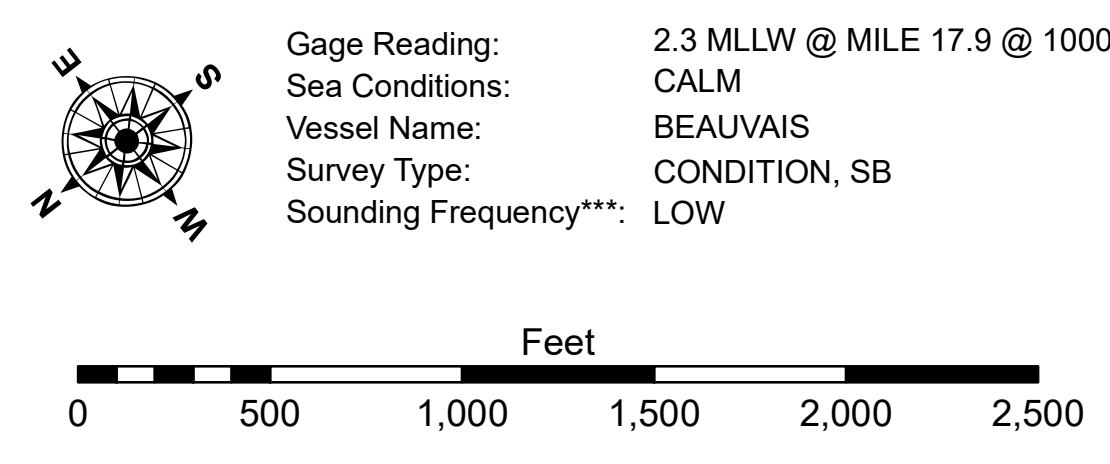 E
S
N
W
Gage Reading: 2.3 MLLW @ MILE 17.9 @ 1000
Sea Conditions: CALM
Vessel Name: BEAUVAIS
Survey Type: CONDITION, SB
Sounding Frequency***: LOW
Feet
0 500 1,000 1,500 2,000 2,500